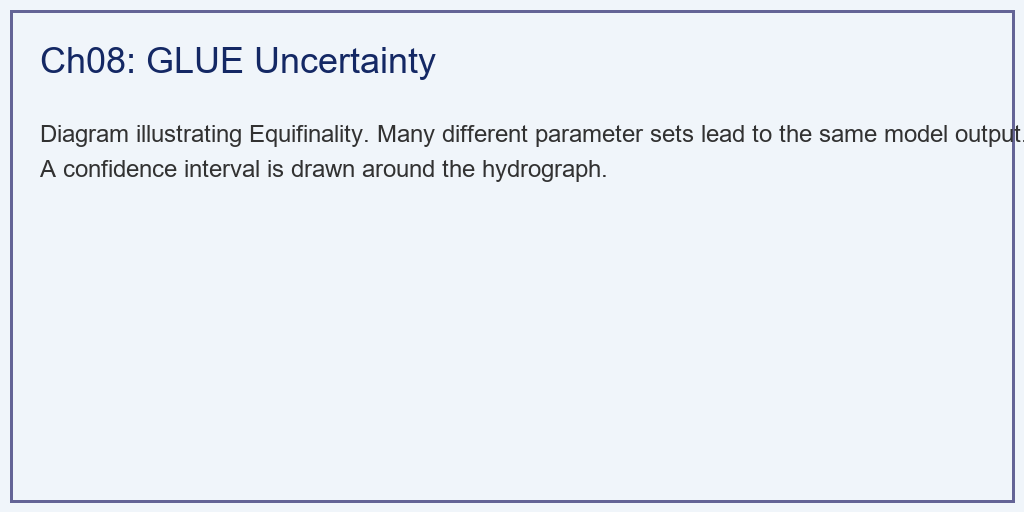 Ch08: GLUE Uncertainty
Diagram illustrating Equifinality. Many different parameter sets lead to the same model output.
A confidence interval is drawn around the hydrograph.